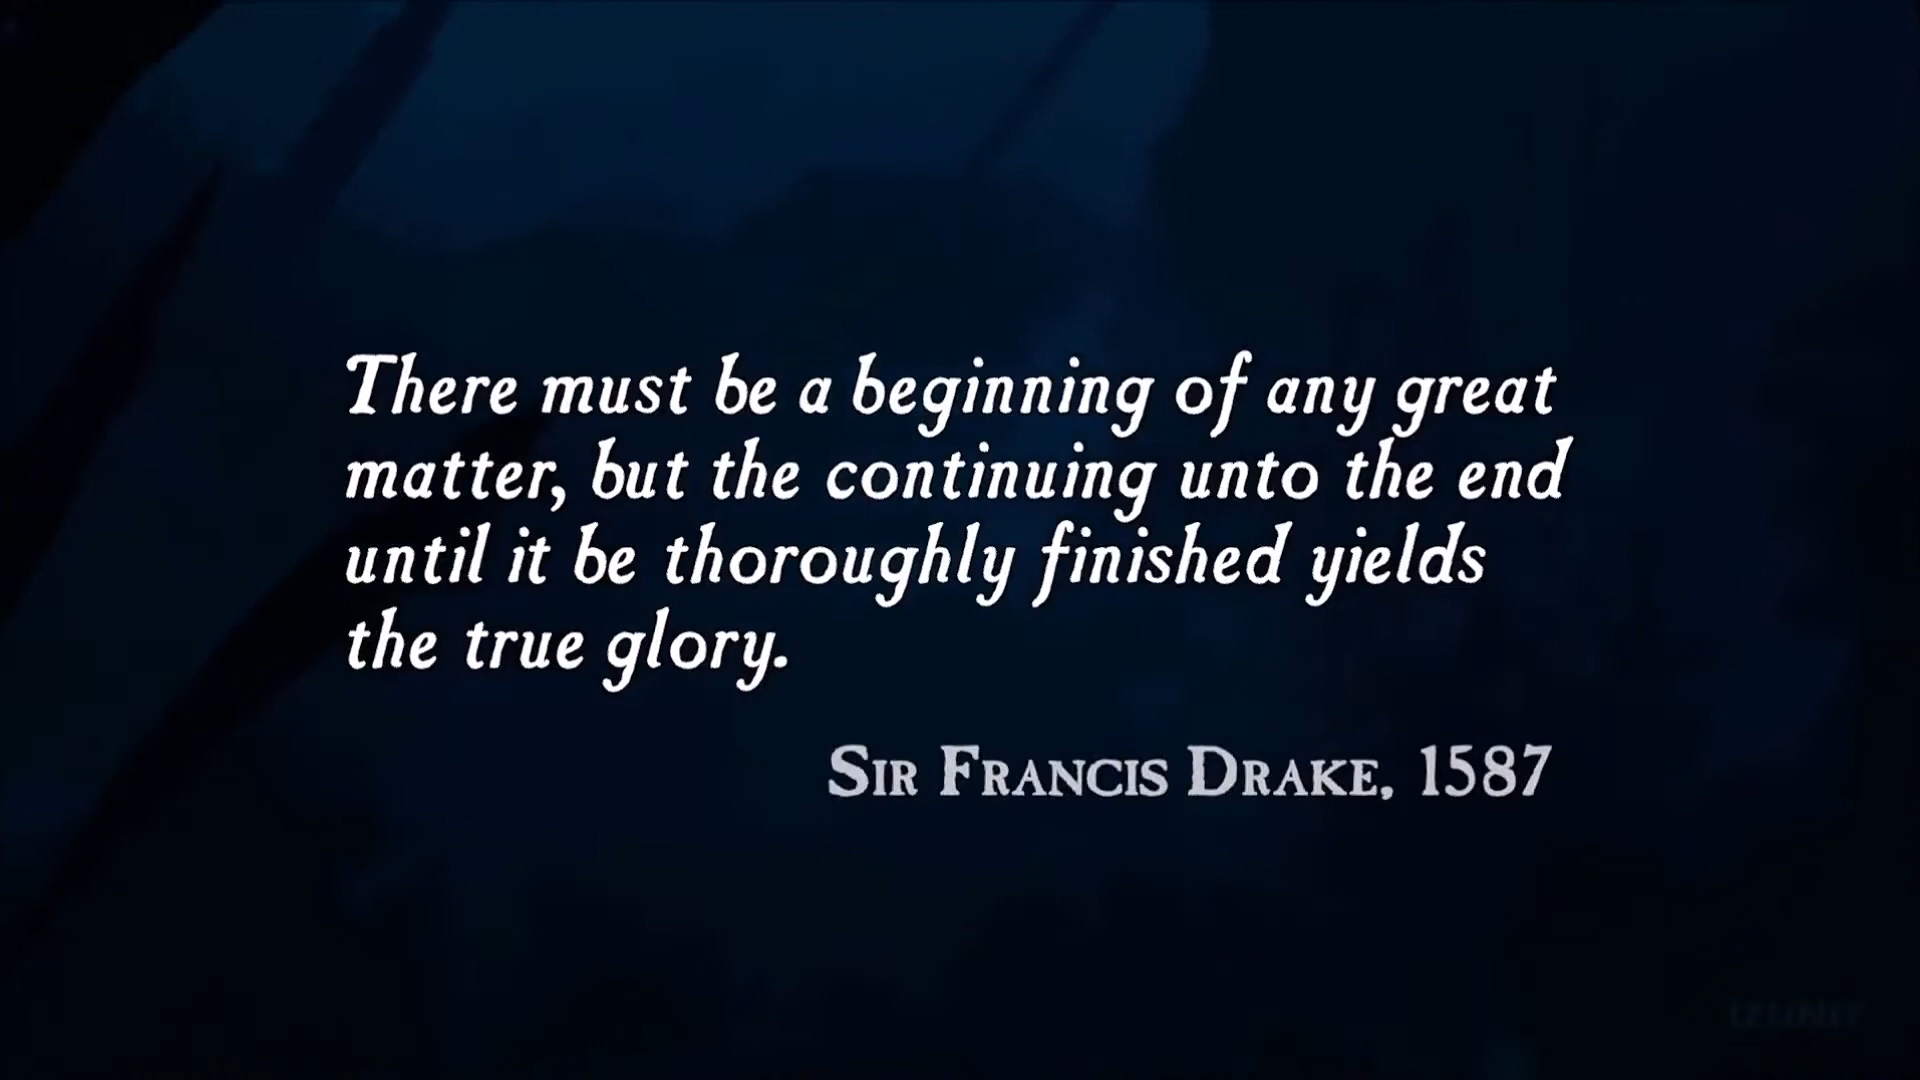 There must be a beginning of any great
matter, but the continuing unto the end
until it be thoroughly finished yields
the true glory.
Sir Francis Drake, 1587